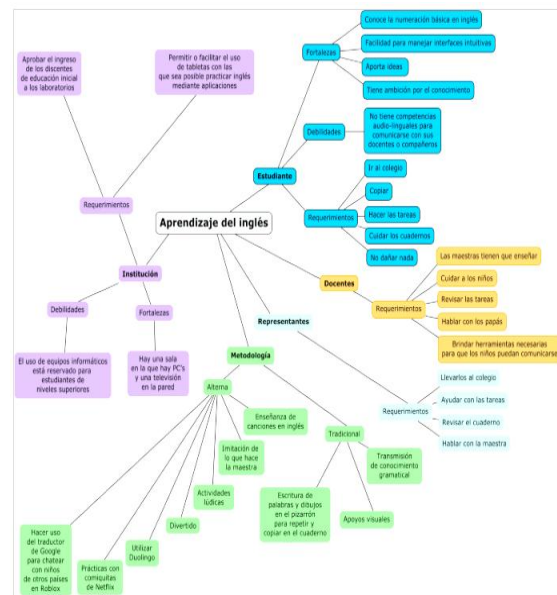 Conoce la numeración básica en inglés
Facilidad para manejar interfaces intuitivas
Aporta ideas
Tiene ambición por el conocimiento
Fortalezas
No tiene competencias
audio-linguales para
comunicarse con sus
docentes o compañeros
Debilidades
Estudiante
Ir al colegio
Copiar
Hacer las tareas
Cuidar los cuadernos
No dañar nada
Requerimientos
Aprobar el ingreso
de los discentes
de educación inicial
a los laboratorios
Permitir o facilitar el uso
de tabletas con las
que sea posible practicar inglés
mediante aplicaciones
Requerimientos
Aprendizaje del inglés
Institución
Debilidades
Fortalezas
El uso de equipos informáticos
está reservado para
estudiantes de
niveles superiores
Hay una sala
en la que hay PC's
y una televisión
en la pared
Docentes
Requerimientos
Las maestras tienen que enseñar
Cuidar a los niños
Revisar las tareas
Hablar con los papás
Brindar herramientas necesarias
para que los niños puedan comunicarse
Representantes
Requerimientos
Llevarlos al colegio
Ayudar con las tareas
Revisar el cuaderno
Hablar con la maestra
Metodología
Alterna
Enseñanza de
canciones en inglés
Imitación de
lo que hace
la maestra
Actividades
lúdicas
Divertido
Utilizar
Duolingo
Prácticas con
comiquitas
de Netflix
Hacer uso
del traductor
de Google
para chatear
con niños
de otros países
en Roblox
Tradicional
Transmisión
de conocimiento
gramatical
Escritura de
palabras y dibujos
en el pizarrón
para repetir y
copiar en el cuaderno
Apoyos visuales